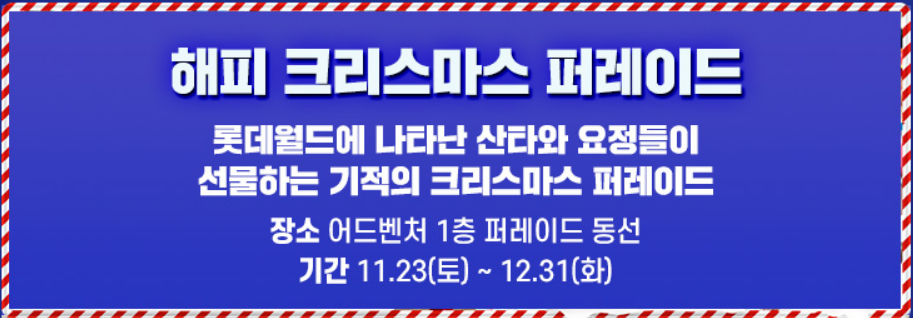 해피 크리스마스 퍼레이드
롯데월드에 나타난 산타와 요정들이
선물하는 기적의 크리스마스 퍼레이드
장소 어드벤처 1층 퍼레이드 동선
기간 11.23(토) ~ 12.31(화)